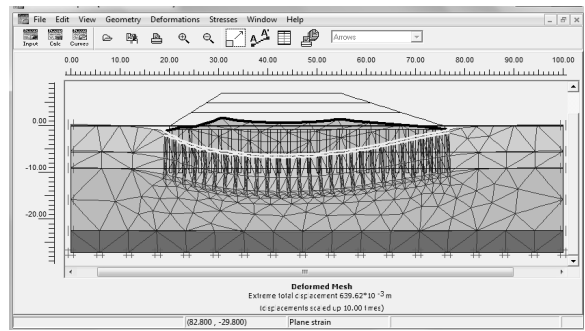 File Edit View Geometry Deformations Stresses Window Help
Input Calc Curves Arrows
0.00 10.00 20.00 30.00 40.00 50.00 60.00 70.00 80.00 90.00 100.00
0.00
-10.00
-20.00
Deformed Mesh
Extreme total displacement 639.62*10 -3 m
(displacements scaled up 10.00 times)
(82.800 , -29.800) Plane strain